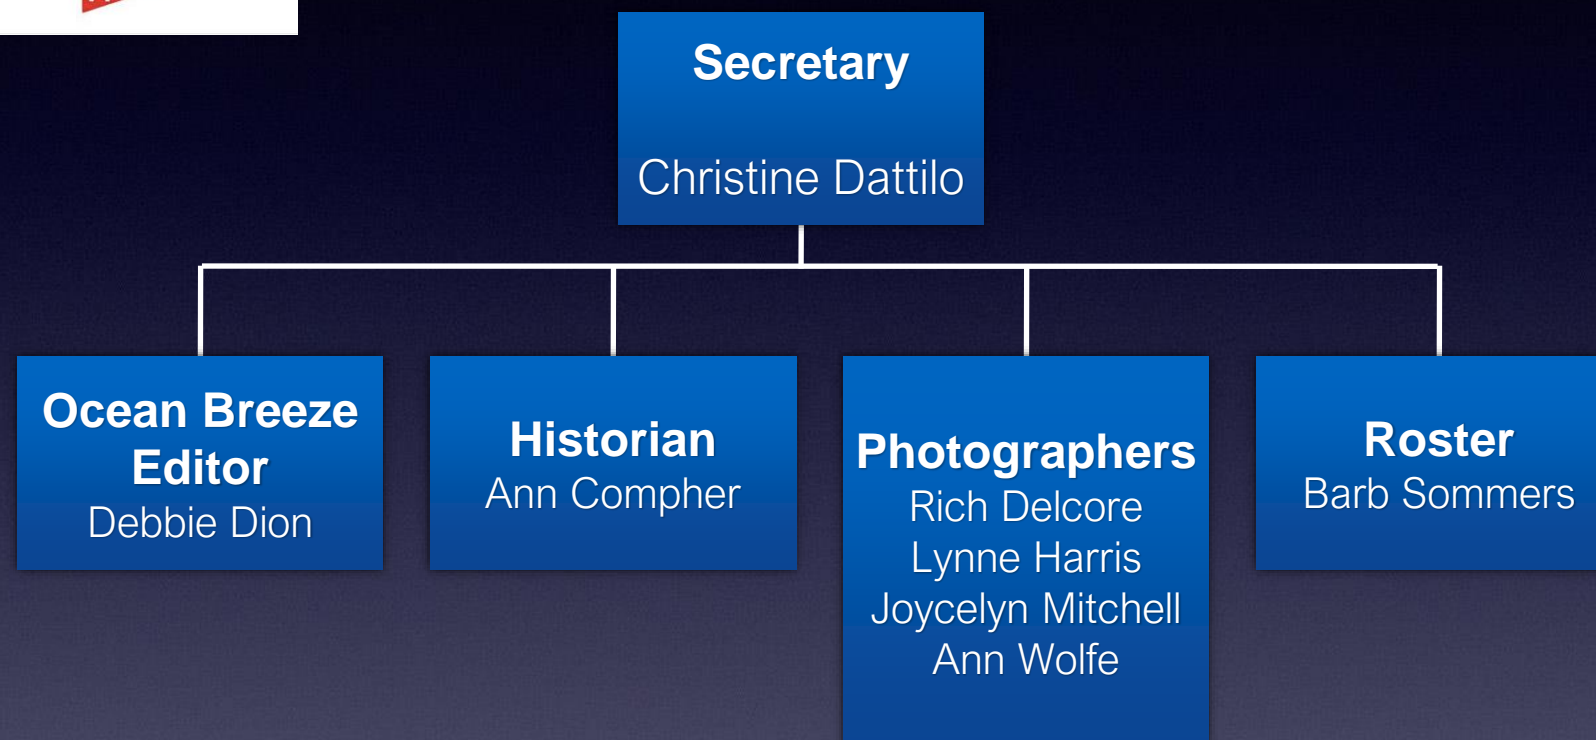 Secretary
Christine Dattilo
Ocean Breeze
Editor
Debbie Dion
Historian
Ann Compher
Photographers
Rich Delcore
Lynne Harris
Joycelyn Mitchell
Ann Wolfe
Roster
Barb Sommers